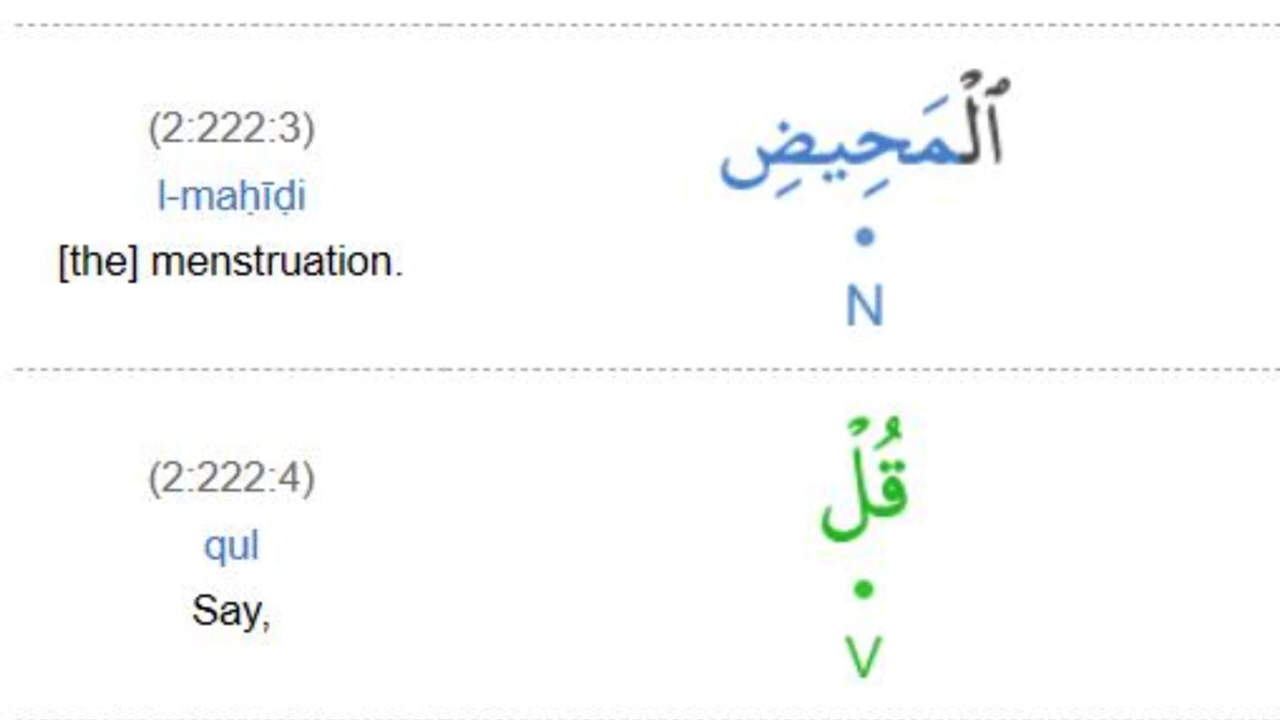 (2:222:3)
l-maḥīḍi
[the] menstruation.
ٱلْمَحِيضِ
N
(2:222:4)
qul
Say,
قُلْ
V